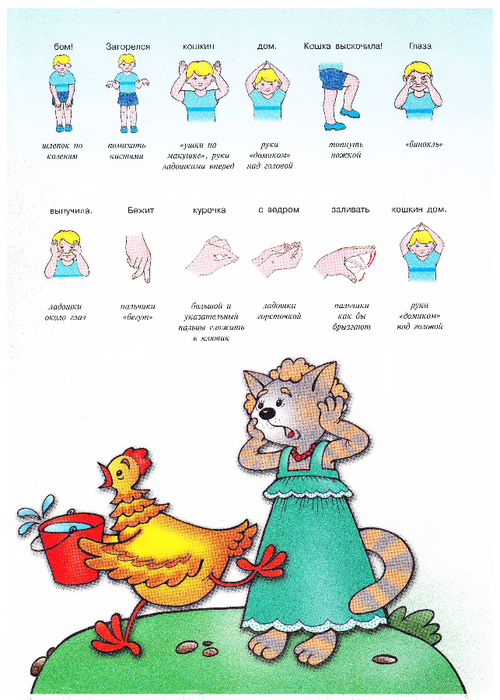 бом! Загорелся кошкин дом. Кошка выскочила! Глаза
шлепок по коленям
помахать кистями
«ушки на макушке», руки ладошками вперед
руки «домиком» над головой
топнуть ножкой
«бинокль»
выпучила. Бежит курочка с ведром заливать кошкин дом.
ладошки около глаз
пальчики «бегут»
большой и указательный пальцы сложить в клювик
ладошки горсточкой
пальчики как бы брызгают
руки «домиком» над головой